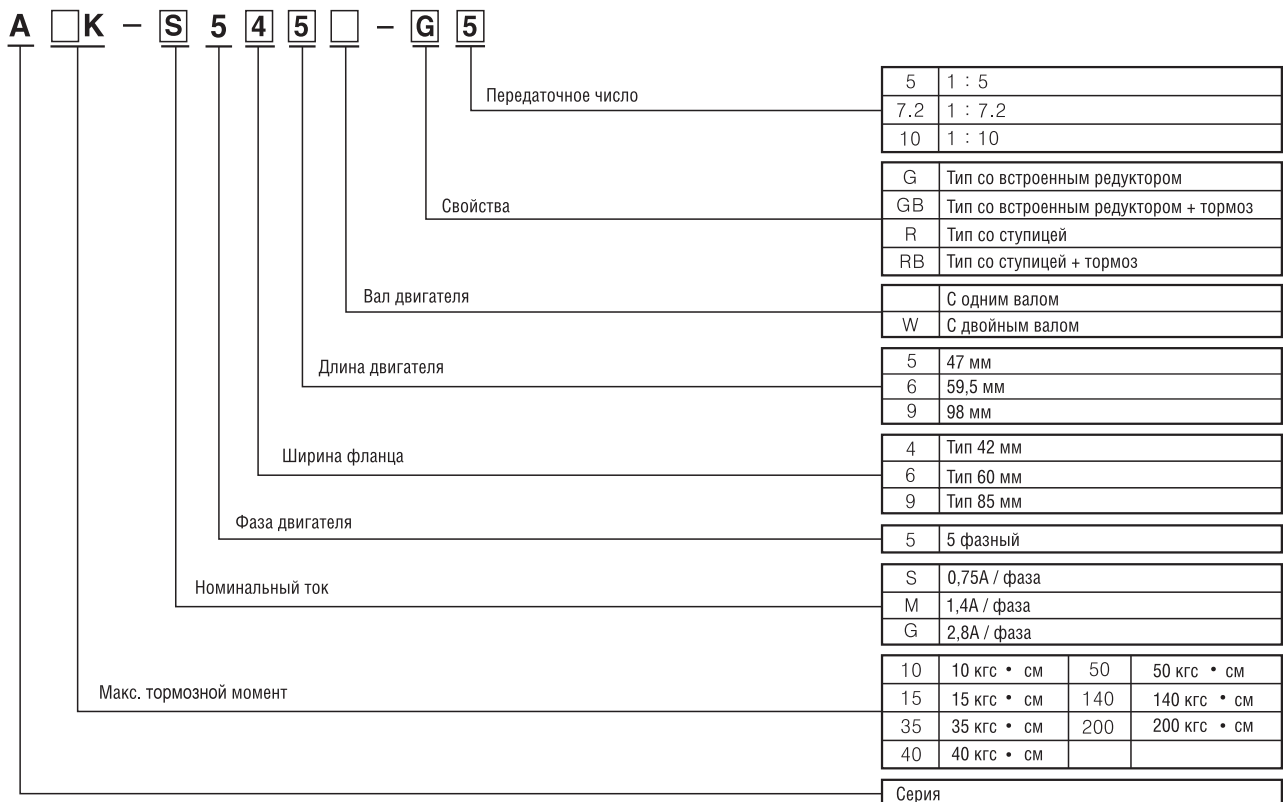 A □K – S 5 4 5 □ – G 5
Передаточное число
5 1 : 5
7.2 1 : 7.2
10 1 : 10
Свойства
G Тип со встроенным редуктором
GB Тип со встроенным редуктором + тормоз
R Тип со ступицей
RB Тип со ступицей + тормоз
Вал двигателя
С одним валом
W С двойным валом
Длина двигателя
5 47 мм
6 59,5 мм
9 98 мм
Ширина фланца
4 Тип 42 мм
6 Тип 60 мм
9 Тип 85 мм
Фаза двигателя
5 5 фазный
Номинальный ток
S 0,75A / фаза
M 1,4A / фаза
G 2,8A / фаза
Макс. тормозной момент
10 10 кгс • см 50 50 кгс • см
15 15 кгс • см 140 140 кгс • см
35 35 кгс • см 200 200 кгс • см
40 40 кгс • см
Серия